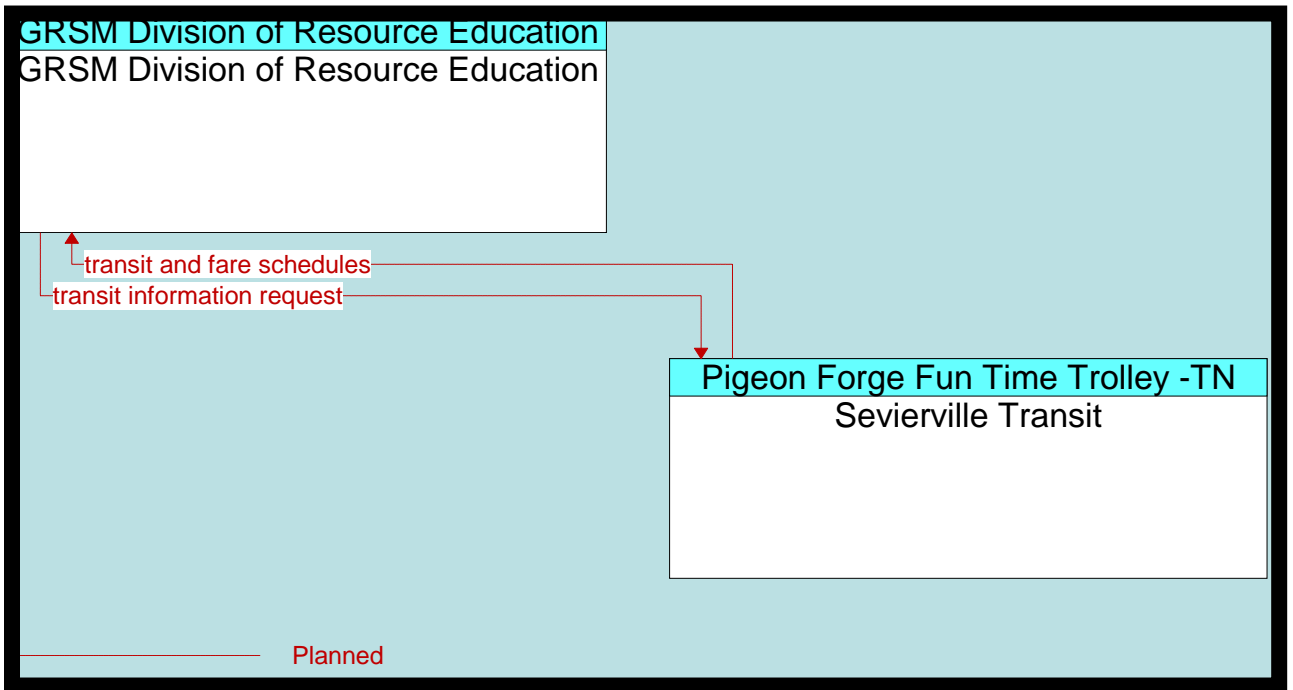 GRSM Division of Resource Education
GRSM Division of Resource Education
transit and fare schedules
transit information request
Pigeon Forge Fun Time Trolley -TN
Sevierville Transit
Planned